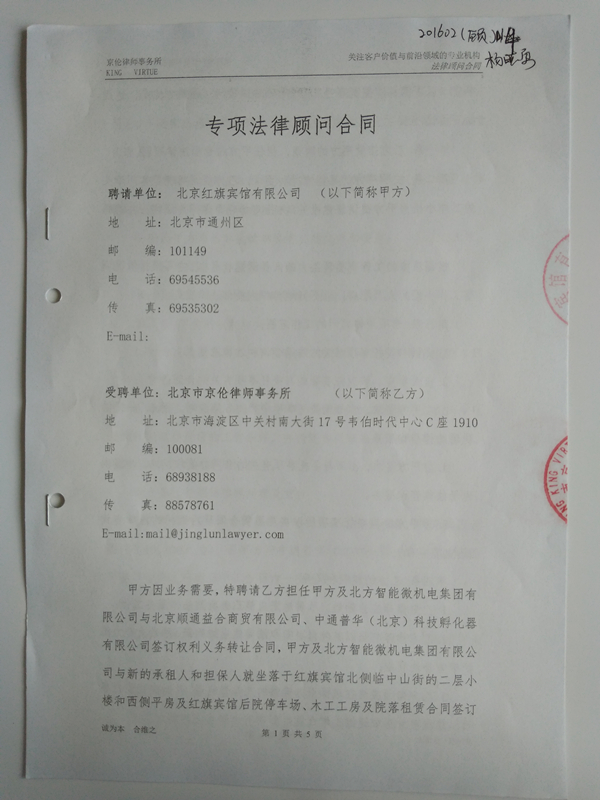 201602(顾)
京伦律师事务所
KING VIRTUE
关注客户价值与前沿领域的专业机构
法律顾问合同
专项法律顾问合同
聘请单位： 北京红旗宾馆有限公司 （以下简称甲方）
地 址：北京市通州区
邮 编：101149
电 话：69545536
传 真：69535302
E-mail:
受聘单位：北京市京伦律师事务所 （以下简称乙方）
地 址：北京市海淀区中关村南大街 17 号韦伯时代中心 C 座 1910
邮 编：100081
电 话：68938188
传 真：88578761
E-mail:mail@jinglunlawyer.com
KING VIRT
甲方因业务需要，特聘请乙方担任甲方及北方智能微机电集团有
限公司与北京顺通益合商贸有限公司、中通普华（北京）科技孵化器
有限公司签订权利义务转让合同，甲方及北方智能微机电集团有限公
司与新的承租人和担保人就坐落于红旗宾馆北侧临中山街的二层小
楼和西侧平房及红旗宾馆后院停车场、木工工房及院落租赁合同签订
诚为本 合维之
第 1 页 共 5 页